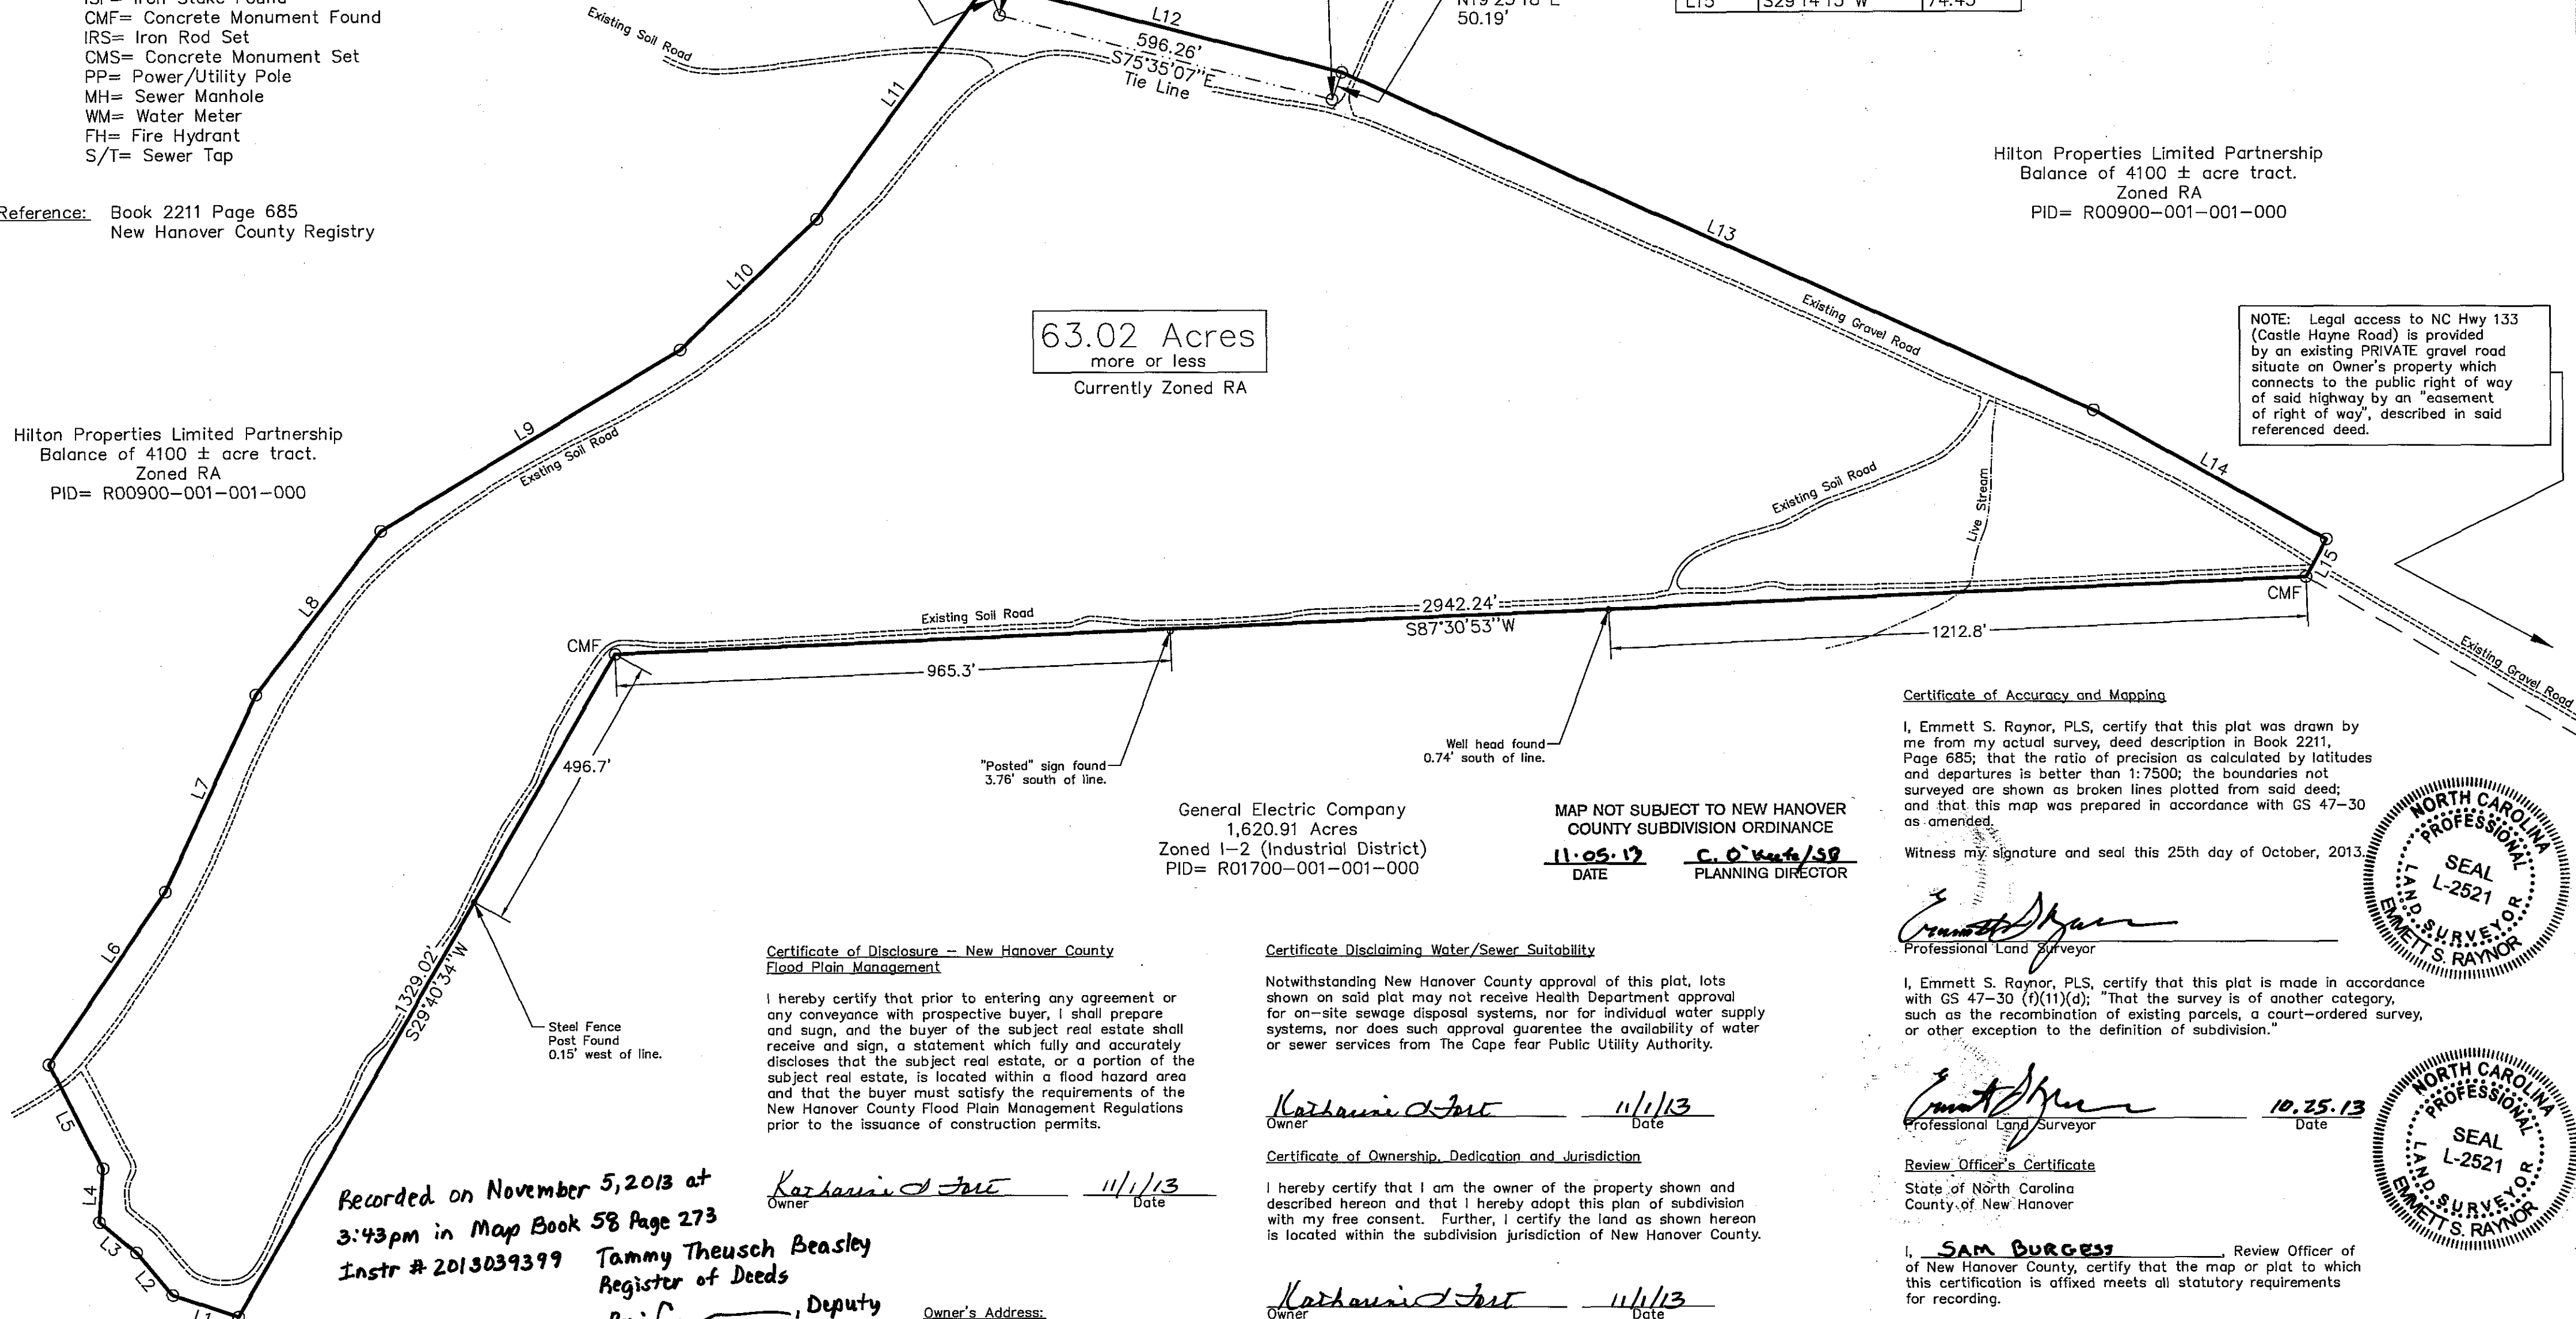 CMF= Concrete Monument Found
IRS= Iron Rod Set
CMS= Concrete Monument Set
PP= Power/Utility Pole
MH= Sewer Manhole
WM= Water Meter
FH= Fire Hydrant
S/T= Sewer Tap
Reference: Book 2211 Page 685
New Hanover County Registry
Existing Soil Road
L11
L12
596.26'
S75°35'07"E
Tie Line
50.19'
L15 S29°14'15"W 74.45'
Hilton Properties Limited Partnership
Balance of 4100 ± acre tract.
Zoned RA
PID= R00900-001-001-000
L13
Existing Gravel Road
L10
63.02 Acres
more or less
Currently Zoned RA
NOTE: Legal access to NC Hwy 133
(Castle Hayne Road) is provided
by an existing PRIVATE gravel road
situate on Owner's property which
connects to the public right of way
of said highway by an "easement
of right of way", described in said
referenced deed.
Hilton Properties Limited Partnership
Balance of 4100 ± acre tract.
Zoned RA
PID= R00900-001-001-000
L9
Existing Soil Road
L14
Existing Soil Road
Live Stream
L15
CMF
L8
CMF
Existing Soil Road
2942.24'
S87°30'53"W
1212.8'
965.3'
Existing Gravel Road
496.7'
L7
"Posted" sign found
3.76' south of line.
Well head found
0.74' south of line.
General Electric Company
1,620.91 Acres
Zoned I-2 (Industrial District)
PID= R01700-001-001-000
MAP NOT SUBJECT TO NEW HANOVER
COUNTY SUBDIVISION ORDINANCE
11.05.13 C. O'Keefe/SB
DATE PLANNING DIRECTOR
Certificate of Accuracy and Mapping
I, Emmett S. Raynor, PLS, certify that this plat was drawn by
me from my actual survey, deed description in Book 2211,
Page 685; that the ratio of precision as calculated by latitudes
and departures is better than 1:7500; the boundaries not
surveyed are shown as broken lines plotted from said deed;
and that this map was prepared in accordance with GS 47-30
as amended.
Witness my signature and seal this 25th day of October, 2013.
Professional Land Surveyor
NORTH CAROLINA
PROFESSIONAL
SEAL
L-2521
LAND SURVEYOR
EMMETT S. RAYNOR
I, Emmett S. Raynor, PLS, certify that this plat is made in accordance
with GS 47-30 (f)(11)(d); "That the survey is of another category,
such as the recombination of existing parcels, a court-ordered survey,
or other exception to the definition of subdivision."
10.25.13
Professional Land Surveyor Date
NORTH CAROLINA
PROFESSIONAL
SEAL
L-2521
LAND SURVEYOR
EMMETT S. RAYNOR
Review Officer's Certificate
State of North Carolina
County of New Hanover
I, SAM BURGESS, Review Officer of
of New Hanover County, certify that the map or plat to which
this certification is affixed meets all statutory requirements
for recording.
L6
1329.02'
S29°40'34"W
Steel Fence
Post Found
0.15' west of line.
L5
L4
L3
L2
L1
Certificate of Disclosure - New Hanover County
Flood Plain Management
I hereby certify that prior to entering any agreement or
any conveyance with prospective buyer, I shall prepare
and sugn, and the buyer of the subject real estate shall
receive and sign, a statement which fully and accurately
discloses that the subject real estate, or a portion of the
subject real estate, is located within a flood hazard area
and that the buyer must satisfy the requirements of the
New Hanover County Flood Plain Management Regulations
prior to the issuance of construction permits.
Katharine d Fort 11/1/13
Owner Date
Certificate Disclaiming Water/Sewer Suitability
Notwithstanding New Hanover County approval of this plat, lots
shown on said plat may not receive Health Department approval
for on-site sewage disposal systems, nor for individual water supply
systems, nor does such approval guarentee the availability of water
or sewer services from The Cape fear Public Utility Authority.
Katharine d Fort 11/1/13
Owner Date
Certificate of Ownership, Dedication and Jurisdiction
I hereby certify that I am the owner of the property shown and
described hereon and that I hereby adopt this plan of subdivision
with my free consent. Further, I certify the land as shown hereon
is located within the subdivision jurisdiction of New Hanover County.
Katharine d Fort 11/1/13
Owner Date
Recorded on November 5, 2013 at
3:43pm in Map Book 58 Page 273
Instr # 2013039399 Tammy Theusch Beasley
Register of Deeds
, Deputy
Owner's Address: